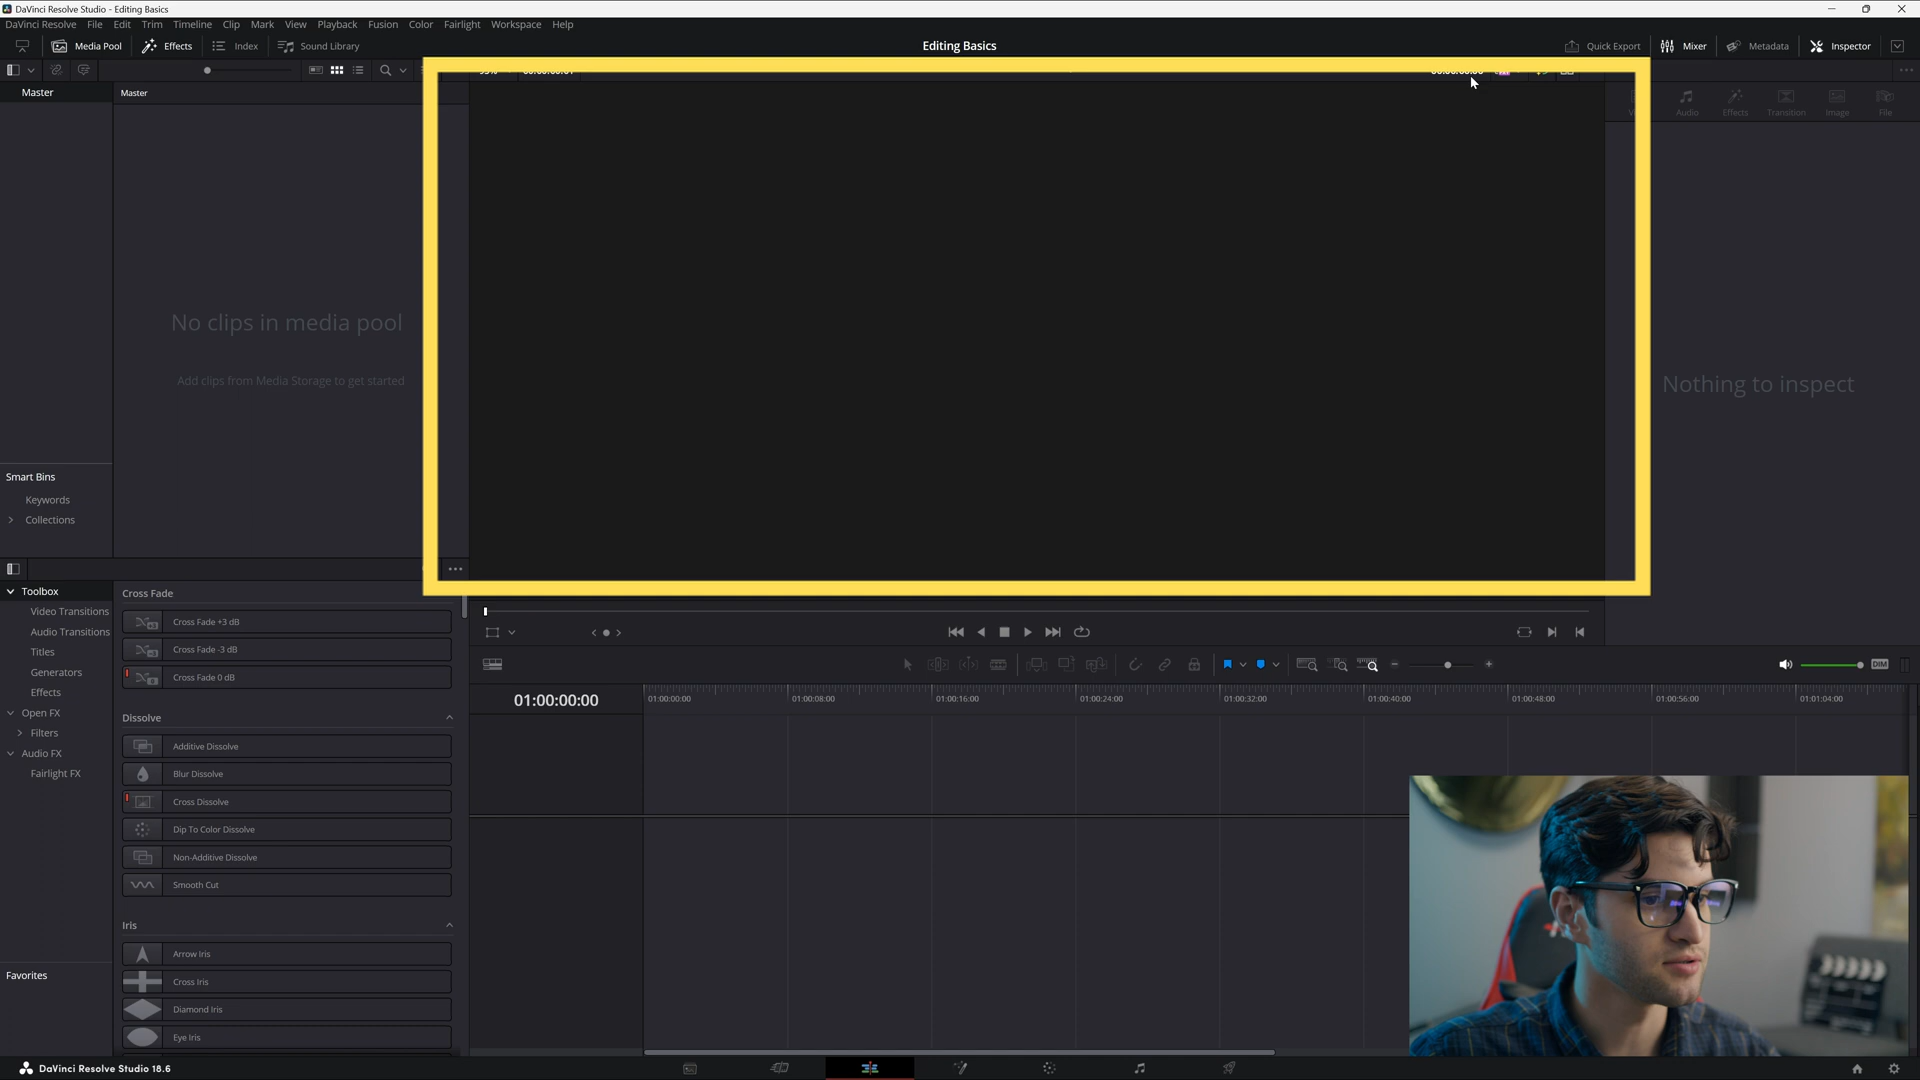 DaVinci Resolve Studio - Editing Basics
DaVinci Resolve File Edit Trim Timeline Clip Mark View Playback Fusion Color Fairlight Workspace Help
Media Pool Effects Index Sound Library Editing Basics Quick Export Mixer Metadata Inspector
Master Master
Audio Effects Transition Image File
No clips in media pool
Add clips from Media Storage to get started
Nothing to inspect
Smart Bins
Keywords
Collections
Toolbox
Video Transitions
Audio Transitions
Titles
Generators
Effects
Open FX
Filters
Audio FX
Fairlight FX
Favorites
Cross Fade
Cross Fade +3 dB
Cross Fade -3 dB
Cross Fade 0 dB
Dissolve
Additive Dissolve
Blur Dissolve
Cross Dissolve
Dip To Color Dissolve
Non-Additive Dissolve
Smooth Cut
Iris
Arrow Iris
Cross Iris
Diamond Iris
Eye Iris
DIM
01:00:00:00
01:00:00:00 01:00:08:00 01:00:16:00 01:00:24:00 01:00:32:00 01:00:40:00 01:00:48:00 01:00:56:00 01:01:04:00
DaVinci Resolve Studio 18.6